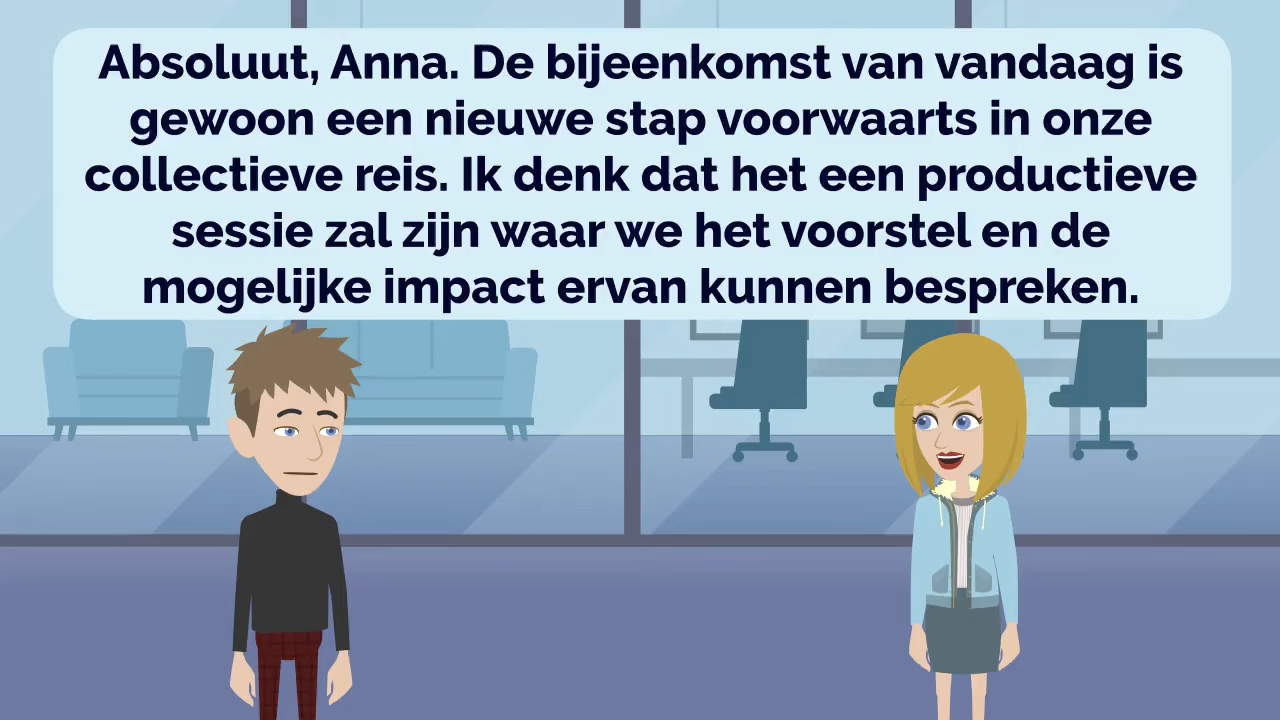 Absoluut, Anna. De bijeenkomst van vandaag is
gewoon een nieuwe stap voorwaarts in onze
collectieve reis. Ik denk dat het een productieve
sessie zal zijn waar we het voorstel en de
mogelijke impact ervan kunnen bespreken.